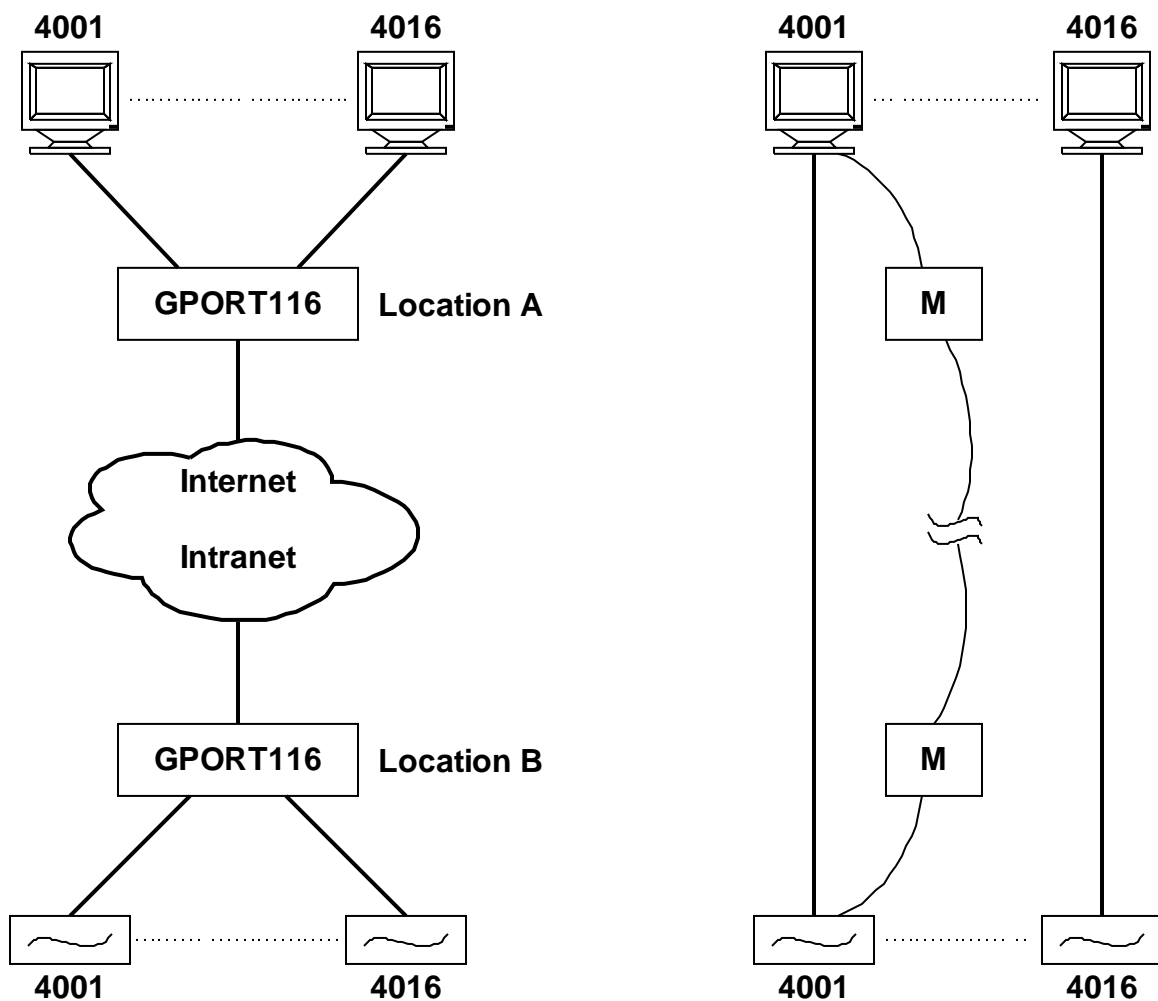 4001
4016
4001
4016
GPORT116
Location A
M
Internet
Intranet
GPORT116
Location B
M
4001
4016
4001
4016